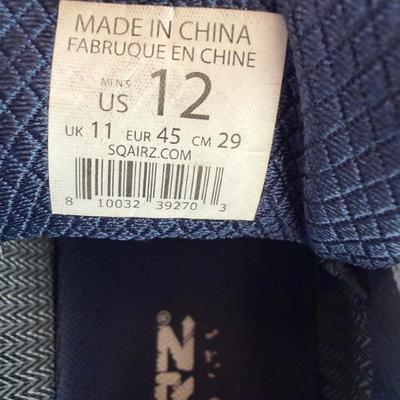 MADE IN CHINA
FABRUQUE EN CHINE
MEN'S
US 12
UK 11 EUR 45 CM 29
SQAIRZ.COM
8 10032 39270 3